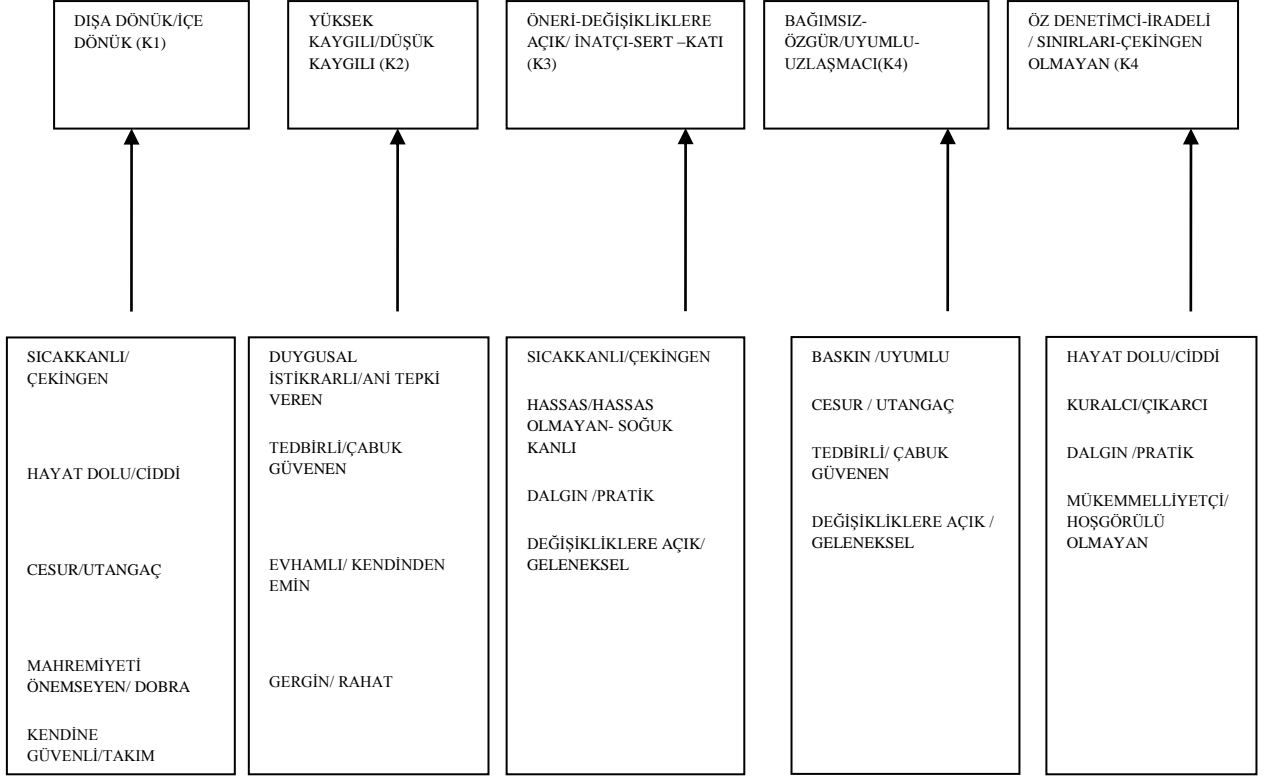 DIŞA DÖNÜK/İÇE
DÖNÜK (K1)
YÜKSEK
KAYGILI/DÜŞÜK
KAYGILI (K2)
ÖNERİ-DEĞİŞİKLİKLERE
AÇIK/ İNATÇI-SERT –KATI
(K3)
BAĞIMSIZ-
ÖZGÜR/UYUMLU-
UZLAŞMACI(K4)
ÖZ DENETİMCİ-İRADELİ
/ SINIRLARI-ÇEKİNGEN
OLMAYAN (K4
SICAKKANLI/
ÇEKİNGEN
HAYAT DOLU/CİDDİ
CESUR/UTANGAÇ
MAHREMİYETİ
ÖNEMSEYEN/ DOBRA
KENDİNE
GÜVENLİ/TAKIM
DUYGUSAL
İSTİKRARLI/ANİ TEPKİ
VEREN
TEDBİRLİ/ÇABUK
GÜVENEN
EVHAMLI/ KENDİNDEN
EMİN
GERGİN/ RAHAT
SICAKKANLI/ÇEKİNGEN
HASSAS/HASSAS
OLMAYAN- SOĞUK
KANLI
DALGIN /PRATİK
DEĞİŞİKLİKLERE AÇIK/
GELENEKSEL
BASKIN /UYUMLU
CESUR / UTANGAÇ
TEDBİRLİ/ ÇABUK
GÜVENEN
DEĞİŞİKLİKLERE AÇIK /
GELENEKSEL
HAYAT DOLU/CİDDİ
KURALCI/ÇIKARCI
DALGIN /PRATİK
MÜKEMMELLİYETÇİ/
HOŞGÖRÜLÜ
OLMAYAN